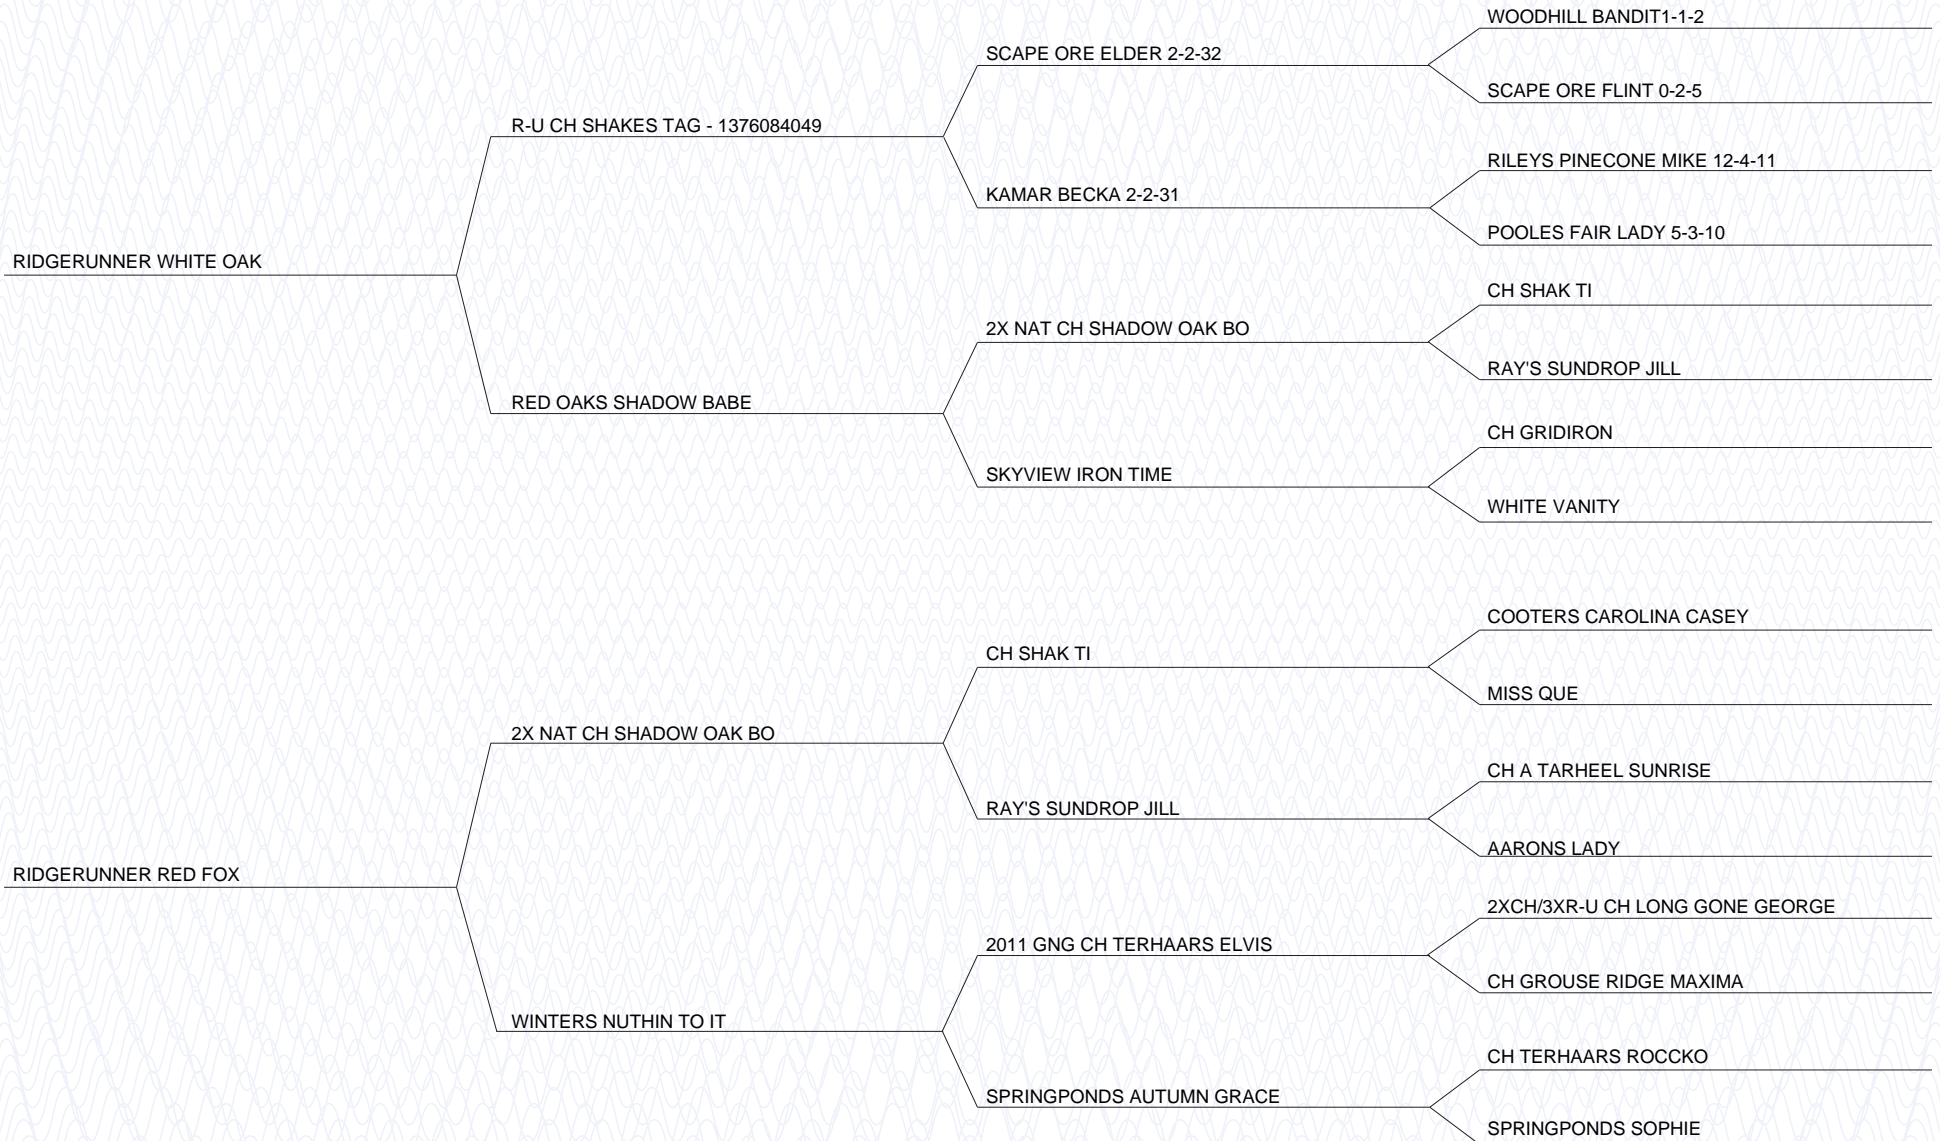 WOODHILL BANDIT1-1-2
SCAPE ORE ELDER 2-2-32
SCAPE ORE FLINT 0-2-5
R-U CH SHAKES TAG - 1376084049
RILEYS PINECONE MIKE 12-4-11
KAMAR BECKA 2-2-31
POOLES FAIR LADY 5-3-10
RIDGERUNNER WHITE OAK
CH SHAK TI
2X NAT CH SHADOW OAK BO
RAY'S SUNDROP JILL
RED OAKS SHADOW BABE
CH GRIDIRON
SKYVIEW IRON TIME
WHITE VANITY
COOTERS CAROLINA CASEY
CH SHAK TI
MISS QUE
2X NAT CH SHADOW OAK BO
CH A TARHEEL SUNRISE
RAY'S SUNDROP JILL
AARONS LADY
RIDGERUNNER RED FOX
2XCH/3XR-U CH LONG GONE GEORGE
2011 GNG CH TERHAARS ELVIS
CH GROUSE RIDGE MAXIMA
WINTERS NUTHIN TO IT
CH TERHAARS ROCCKO
SPRINGPONDS AUTUMN GRACE
SPRINGPONDS SOPHIE